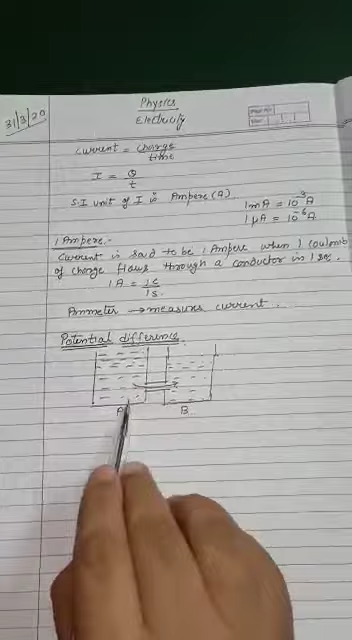 31/3/20
Physics
Electricity
Current = charge
time
I = Q
t
S.I unit of I is Ampere (A)
1mA = 10⁻³A
1µA = 10⁻⁶A
1 Ampere:-
Current is said to be 1 Ampere when 1 coulomb
of charge flows through a conductor in 1 sec.
1A = 1C
1s.
Ammeter → measures current.
Potential difference.
A B